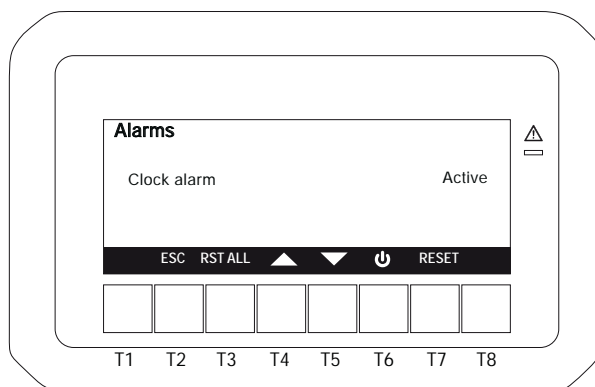 Alarms
Clock alarm Active
ESC RST ALL RESET
T1 T2 T3 T4 T5 T6 T7 T8